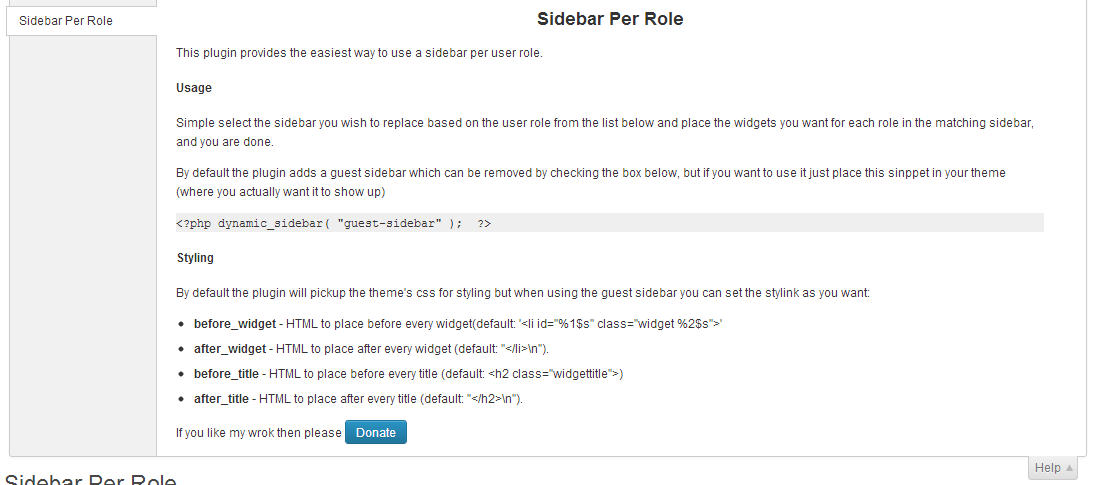 Sidebar Per Role
Sidebar Per Role
This plugin provides the easiest way to use a sidebar per user role.
Usage
Simple select the sidebar you wish to replace based on the user role from the list below and place the widgets you want for each role in the matching sidebar,
and you are done.
By default the plugin adds a guest sidebar which can be removed by checking the box below, but if you want to use it just place this sinppet in your theme
(where you actually want it to show up)
<?php dynamic_sidebar( "guest-sidebar" );  ?>
Styling
By default the plugin will pickup the theme's css for styling but when using the guest sidebar you can set the stylink as you want:
• before_widget - HTML to place before every widget(default: '<li id="%1$s" class="widget %2$s">'
• after_widget - HTML to place after every widget (default: "</li>\n").
• before_title - HTML to place before every title (default: <h2 class="widgettitle">)
• after_title - HTML to place after every title (default: "</h2>\n").
If you like my wrok then please Donate
Help ▲
Sidebar Per Role